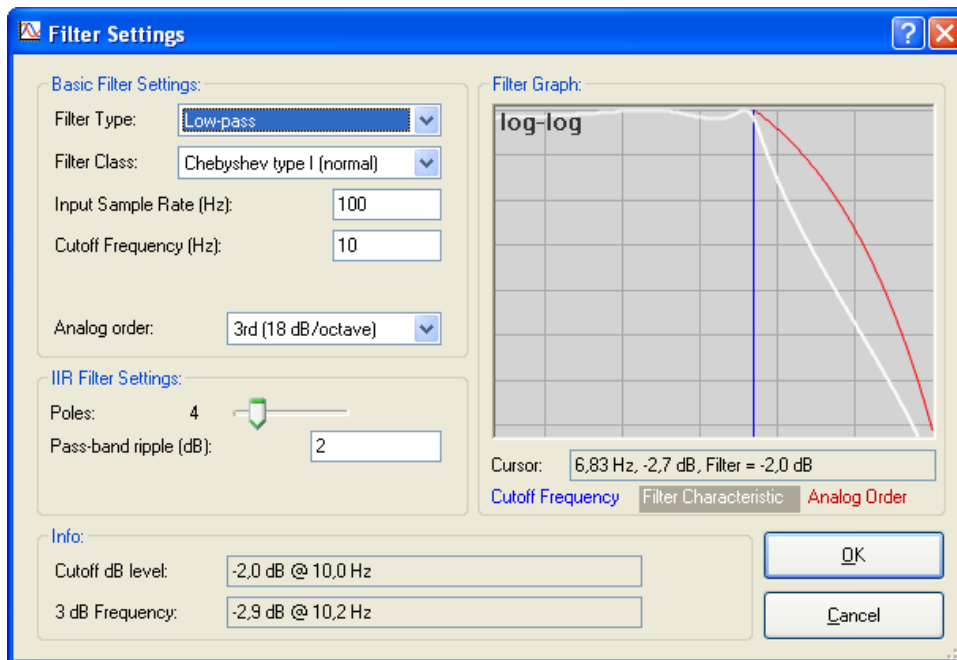 Filter Settings
Basic Filter Settings:
Filter Type: Low-pass
Filter Class: Chebyshev type I (normal)
Input Sample Rate (Hz): 100
Cutoff Frequency (Hz): 10
Analog order: 3rd (18 dB/octave)
IIR Filter Settings:
Poles: 4
Pass-band ripple (dB): 2
Filter Graph:
log-log
Cursor: 6,83 Hz, -2,7 dB, Filter = -2,0 dB
Cutoff Frequency Filter Characteristic Analog Order
Info:
Cutoff dB level: -2,0 dB @ 10,0 Hz
3 dB Frequency: -2,9 dB @ 10,2 Hz
OK
Cancel